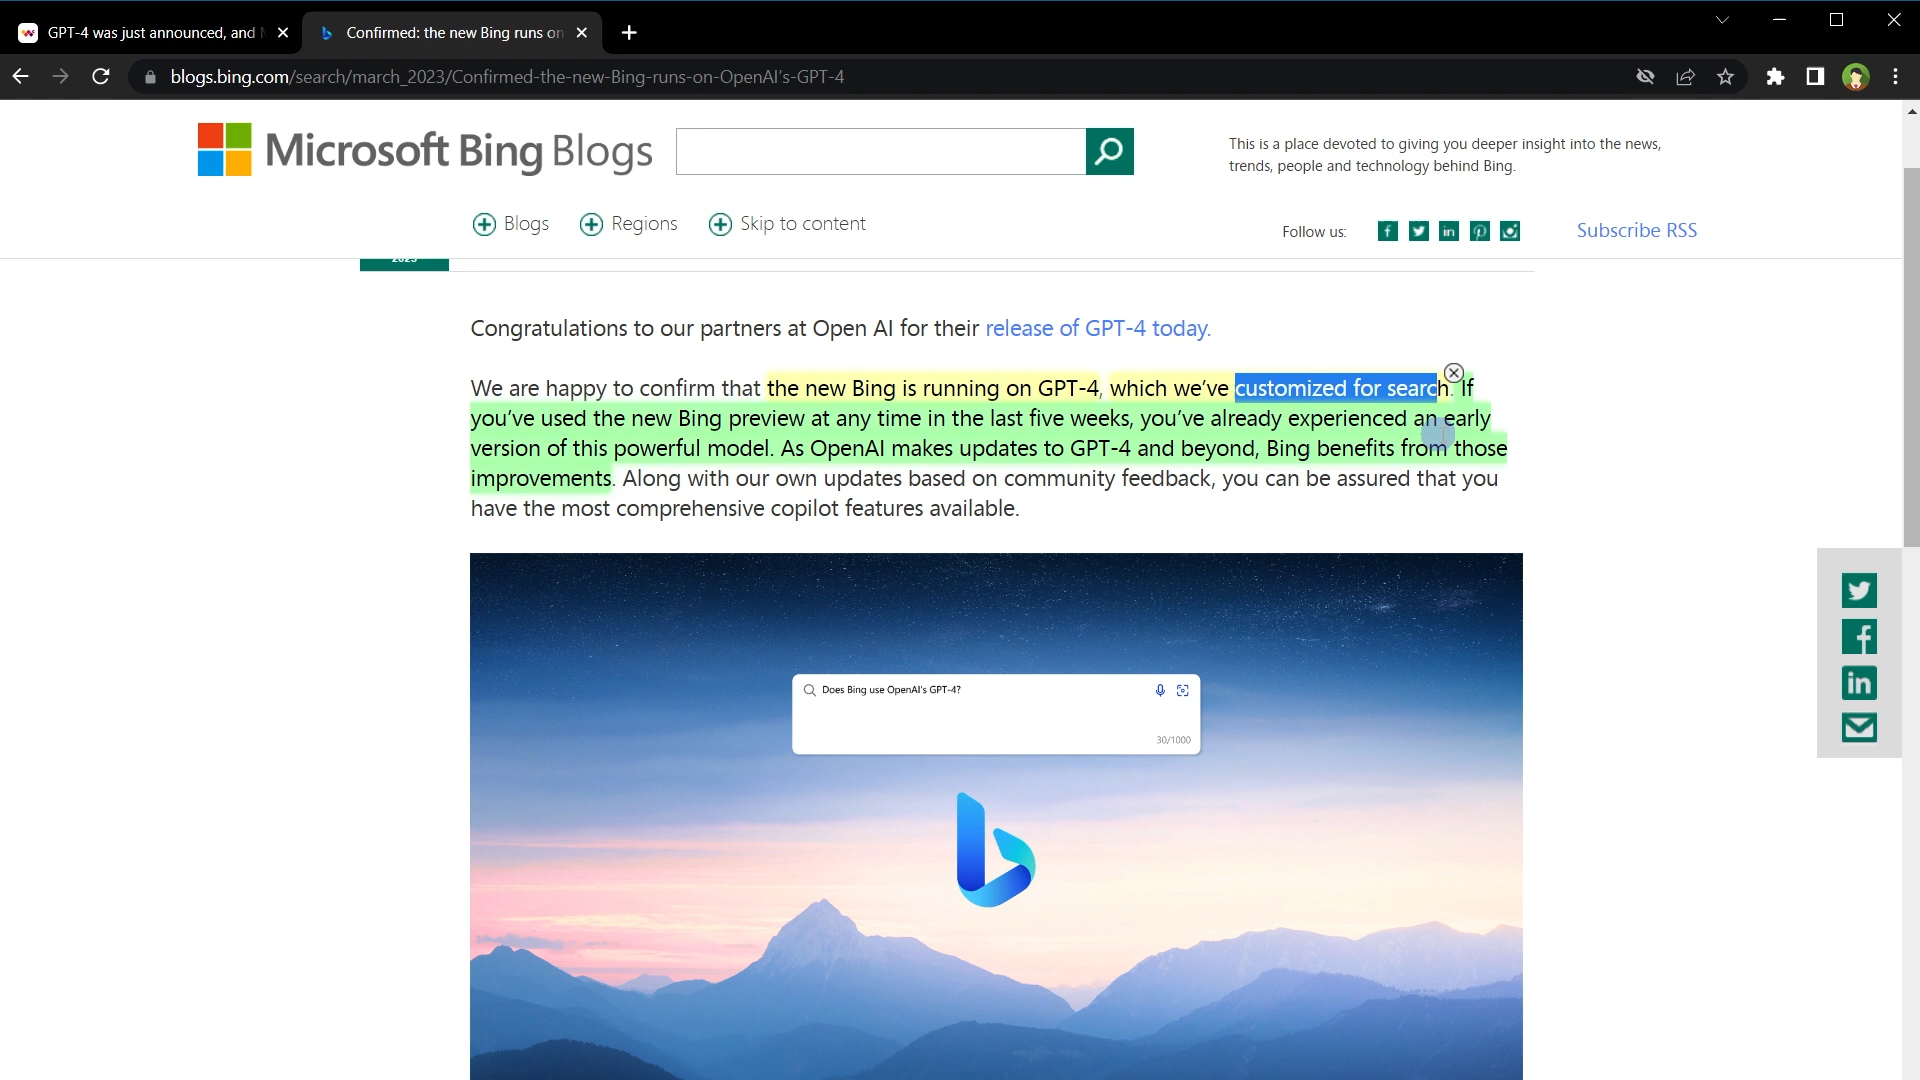 GPT-4 was just announced, and
Confirmed: the new Bing runs on
blogs.bing.com/search/march_2023/Confirmed-the-new-Bing-runs-on-OpenAI's-GPT-4
Microsoft Bing Blogs
This is a place devoted to giving you deeper insight into the news,
trends, people and technology behind Bing.
Blogs Regions Skip to content
Follow us:
Subscribe RSS
2023
Congratulations to our partners at Open AI for their release of GPT-4 today.
We are happy to confirm that the new Bing is running on GPT-4, which we've customized for search. If
you've used the new Bing preview at any time in the last five weeks, you've already experienced an early
version of this powerful model. As OpenAI makes updates to GPT-4 and beyond, Bing benefits from those
improvements. Along with our own updates based on community feedback, you can be assured that you
have the most comprehensive copilot features available.
Does Bing use OpenAI's GPT-4?
30/1000